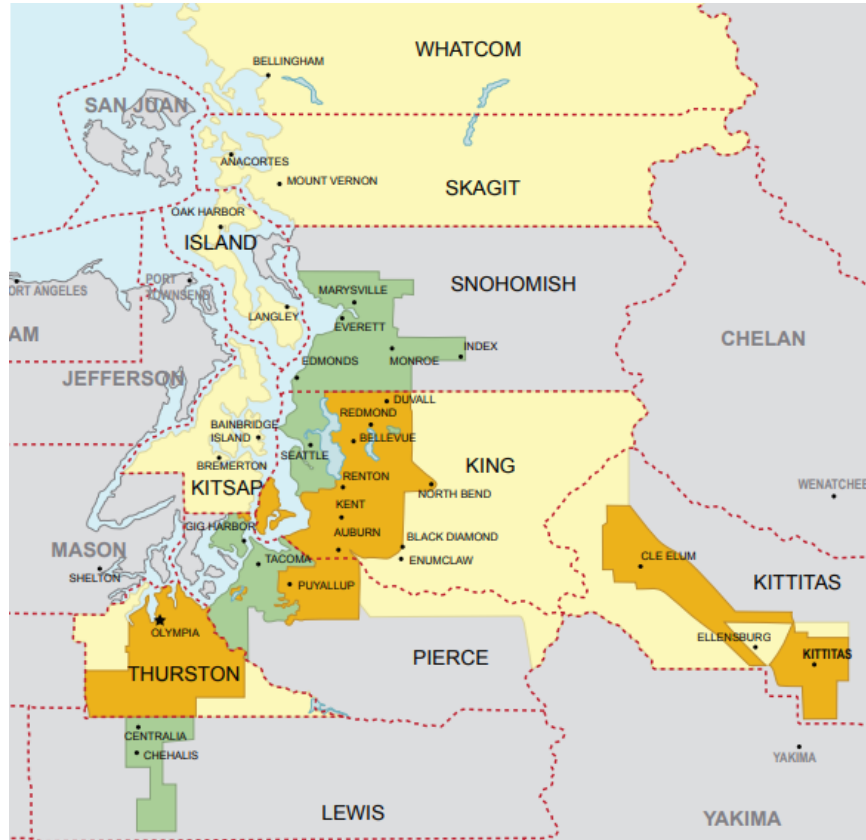 WHATCOM
BELLINGHAM
SAN JUAN
ANACORTES
MOUNT VERNON
SKAGIT
OAK HARBOR
ISLAND
SNOHOMISH
PORT
TOWNSEND
ORT ANGELES
MARYSVILLE
LANGLEY
EVERETT
AM
CHELAN
INDEX
MONROE
EDMONDS
JEFFERSON
DUVALL
REDMOND
BAINBRIDGE
ISLAND
BELLEVUE
SEATTLE
BREMERTON
KING
RENTON
KITSAP
NORTH BEND
WENATCHEE
KENT
GIG HARBOR
AUBURN
BLACK DIAMOND
MASON
ENUMCLAW
TACOMA
CLE ELUM
SHELTON
PUYALLUP
KITTITAS
OLYMPIA
ELLENSBURG
KITTITAS
PIERCE
THURSTON
CENTRALIA
CHEHALIS
YAKIMA
LEWIS
YAKIMA